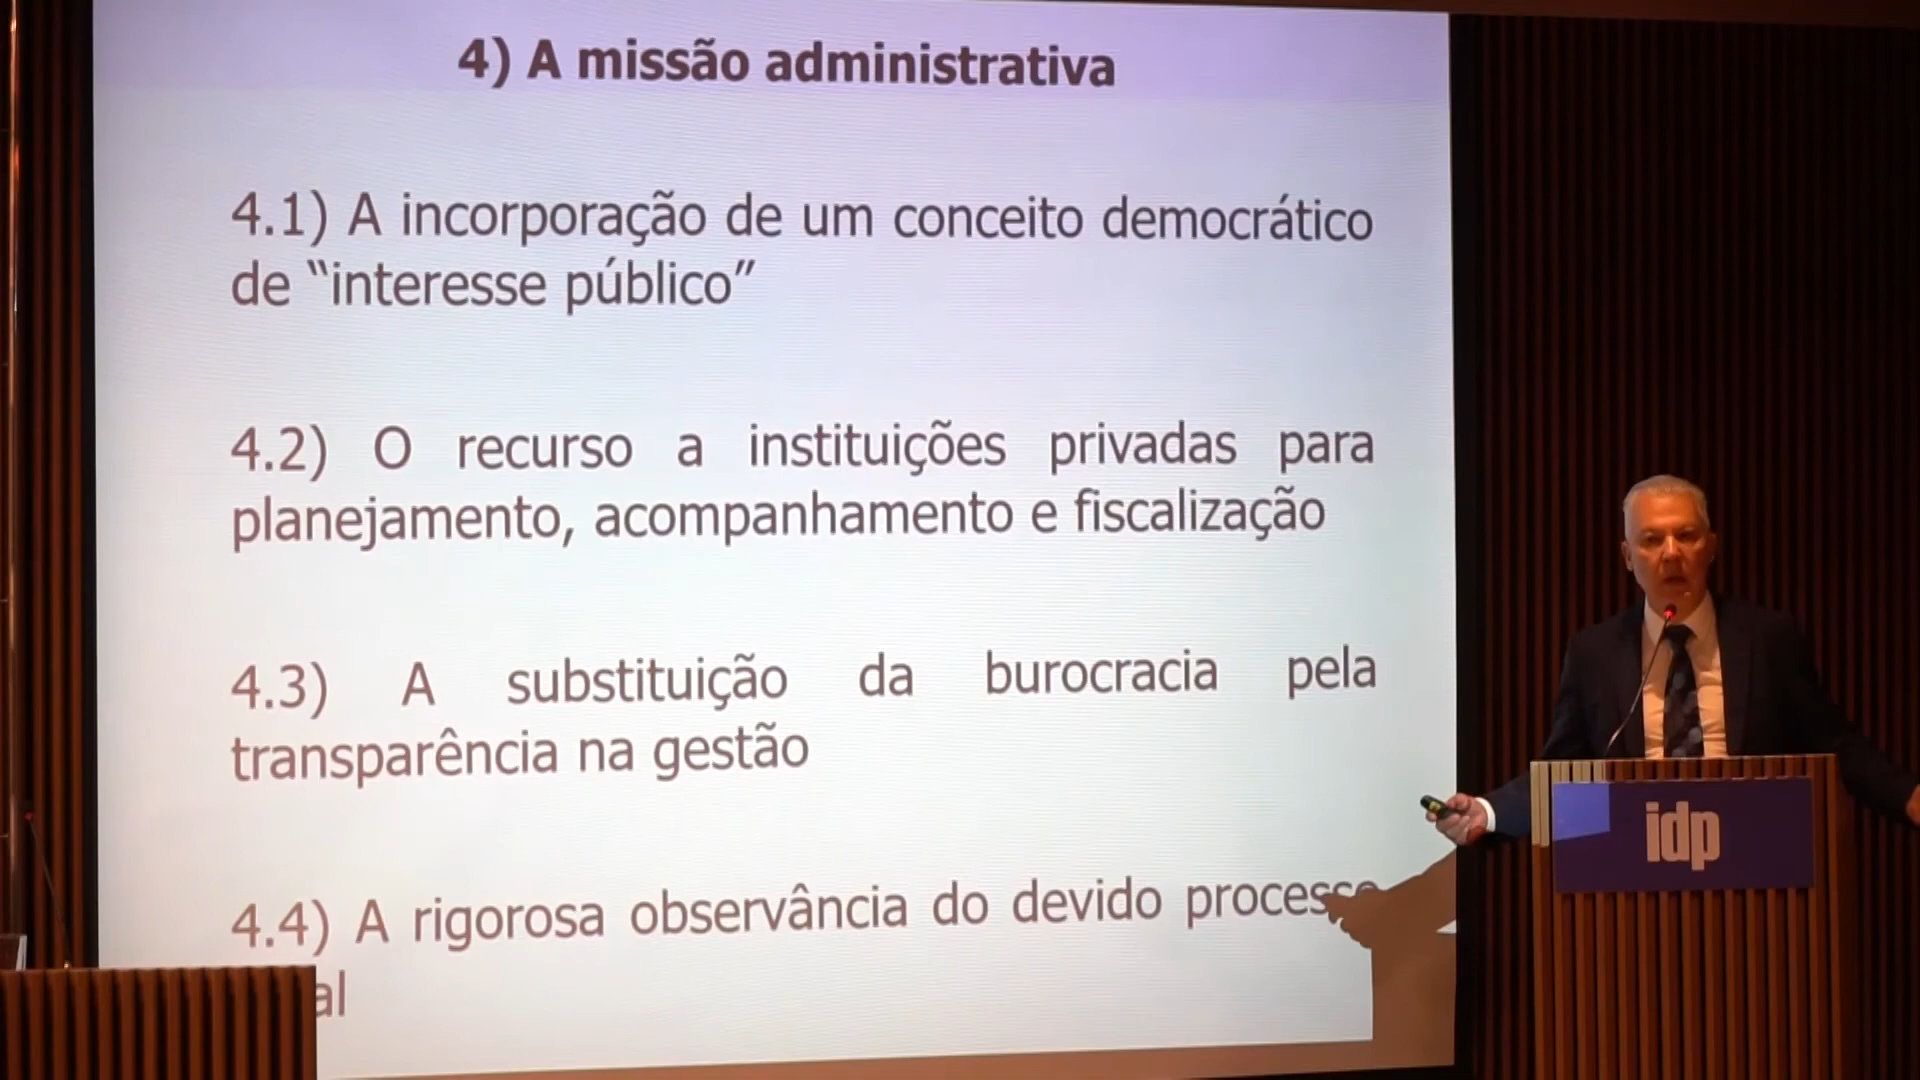 4) A missão administrativa
4.1) A incorporação de um conceito democrático
de “interesse público”
4.2) O recurso a instituições privadas para
planejamento, acompanhamento e fiscalização
4.3) A substituição da burocracia pela
transparência na gestão
4.4) A rigorosa observância do devido processo
al
idp